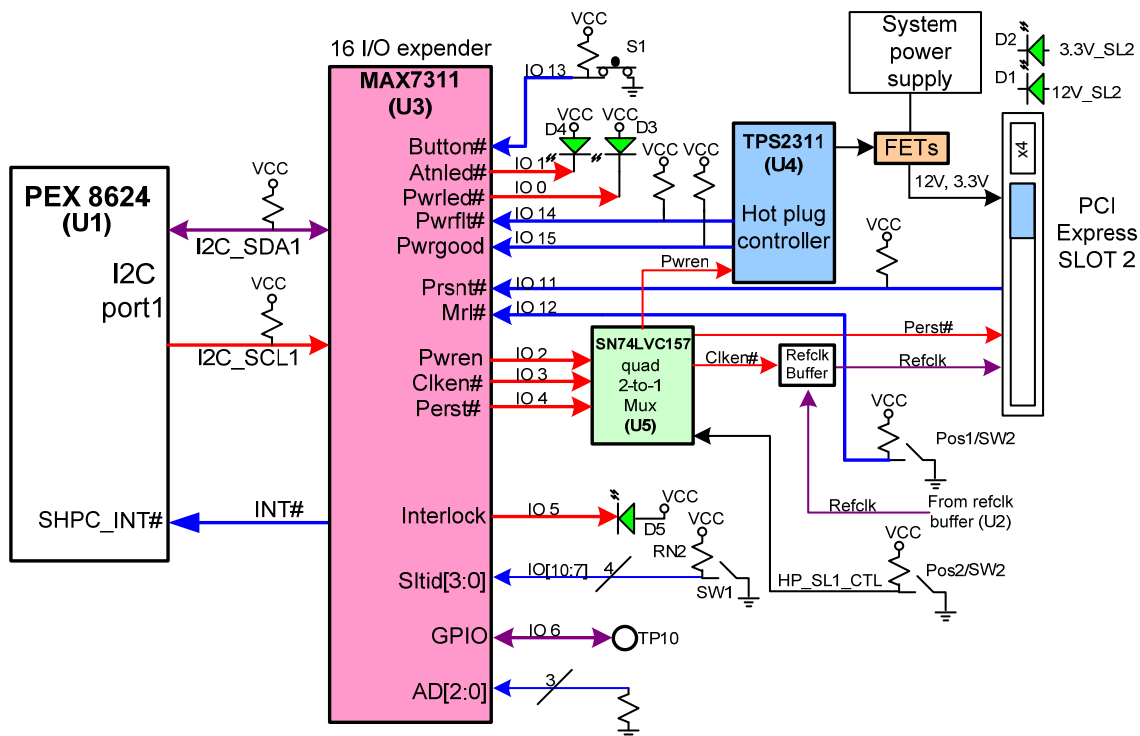 16 I/O expender
MAX7311
(U3)
Button#
Atnled#
Pwrled#
Pwrflt#
Pwrgood
Prsnt#
Mrl#
Pwren
Clken#
Perst#
Interlock
Sltid[3:0]
GPIO
AD[2:0]
PEX 8624
(U1)
I2C
port1
SHPC_INT#
VCC
I2C_SDA1
VCC
I2C_SCL1
INT#
IO 13
VCC
S1
IO 1
IO 0
VCC
D4
VCC
D3
IO 14
IO 15
VCC
VCC
IO 11
IO 12
IO 2
IO 3
IO 4
IO 5
D5
VCC
IO[10:7]
4
RN2
VCC
SW1
IO 6
TP10
3
TPS2311
(U4)
Hot plug
controller
Pwren
SN74LVC157
quad
2-to-1
Mux
(U5)
Perst#
Clken#
Refclk
Buffer
Refclk
System
power
supply
FETs
12V, 3.3V
VCC
D2
3.3V_SL2
D1
12V_SL2
x4
PCI
Express
SLOT 2
VCC
Pos1/SW2
Refclk
From refclk
buffer (U2)
VCC
HP_SL1_CTL
Pos2/SW2